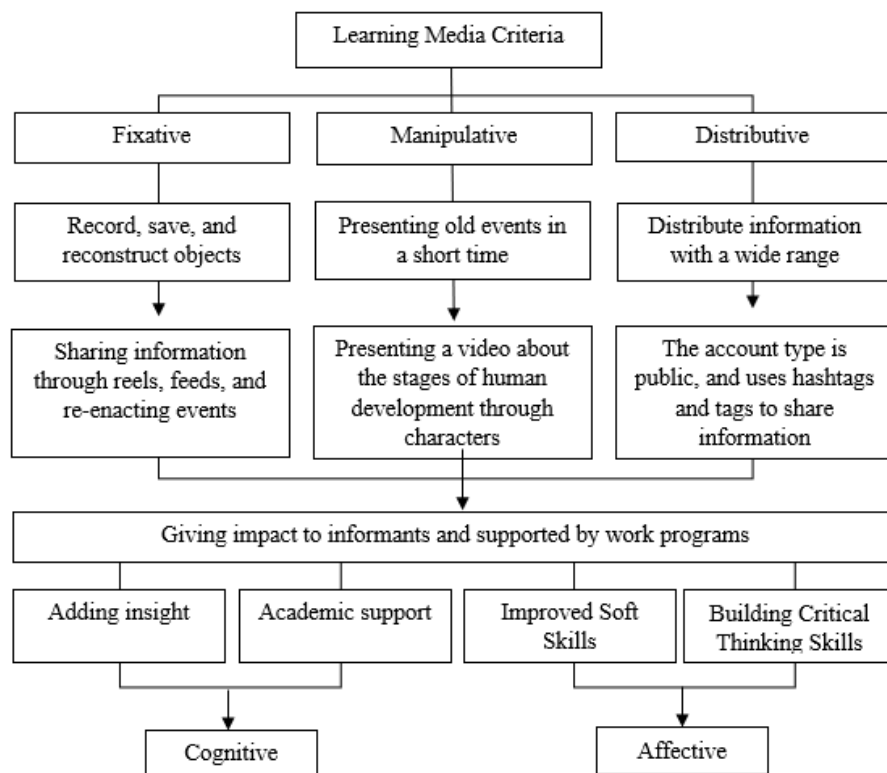 Learning Media Criteria
Fixative
Manipulative
Distributive
Record, save, and
reconstruct objects
Presenting old events in
a short time
Distribute information
with a wide range
Sharing information
through reels, feeds, and
re-enacting events
Presenting a video about
the stages of human
development through
characters
The account type is
public, and uses hashtags
and tags to share
information
Giving impact to informants and supported by work programs
Adding insight
Academic support
Improved Soft
Skills
Building Critical
Thinking Skills
Cognitive
Affective